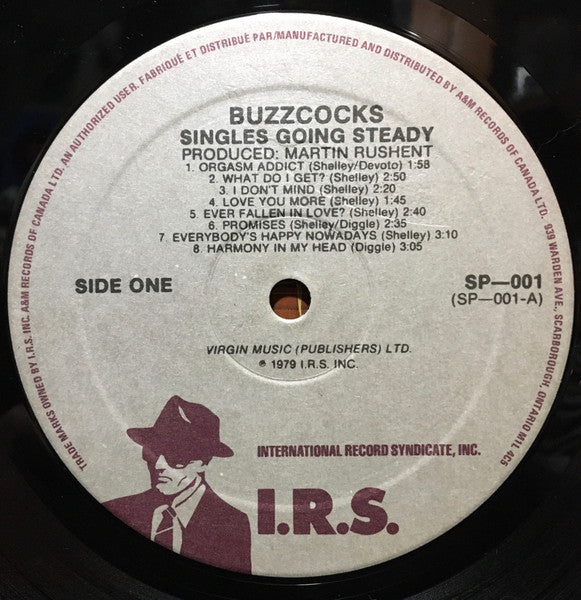 TRADE MARKS OWNED BY I.R.S. INC. A&M RECORDS OF CANADA LTD. AN AUTHORIZED USER. FABRIQUÉ ET DISTRIBUÉ PAR/MANUFACTURED AND DISTRIBUTED BY A&M RECORDS OF CANADA LTD. 939 WARDEN AVE., SCARBOROUGH, ONTARIO M1L 4C5
BUZZCOCKS
SINGLES GOING STEADY
PRODUCED: MARTIN RUSHENT
1. ORGASM ADDICT (Shelley/Devoto) 1:58
2. WHAT DO I GET? (Shelley) 2:50
3. I DON'T MIND (Shelley) 2:20
4. LOVE YOU MORE (Shelley) 1:45
5. EVER FALLEN IN LOVE? (Shelley) 2:40
6. PROMISES (Shelley/Diggle) 2:35
7. EVERYBODY'S HAPPY NOWADAYS (Shelley) 3:10
8. HARMONY IN MY HEAD (Diggle) 3:05
SIDE ONE
SP—001
(SP—001-A)
VIRGIN MUSIC (PUBLISHERS) LTD.
℗ 1979 I.R.S. INC.
INTERNATIONAL RECORD SYNDICATE, INC.
I.R.S.